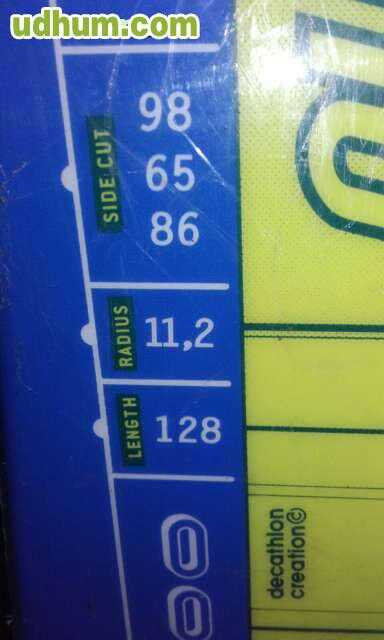 udhum.com
SIDE CUT
98
65
86
RADIUS
11,2
LENGTH
128
decathlon
creation©